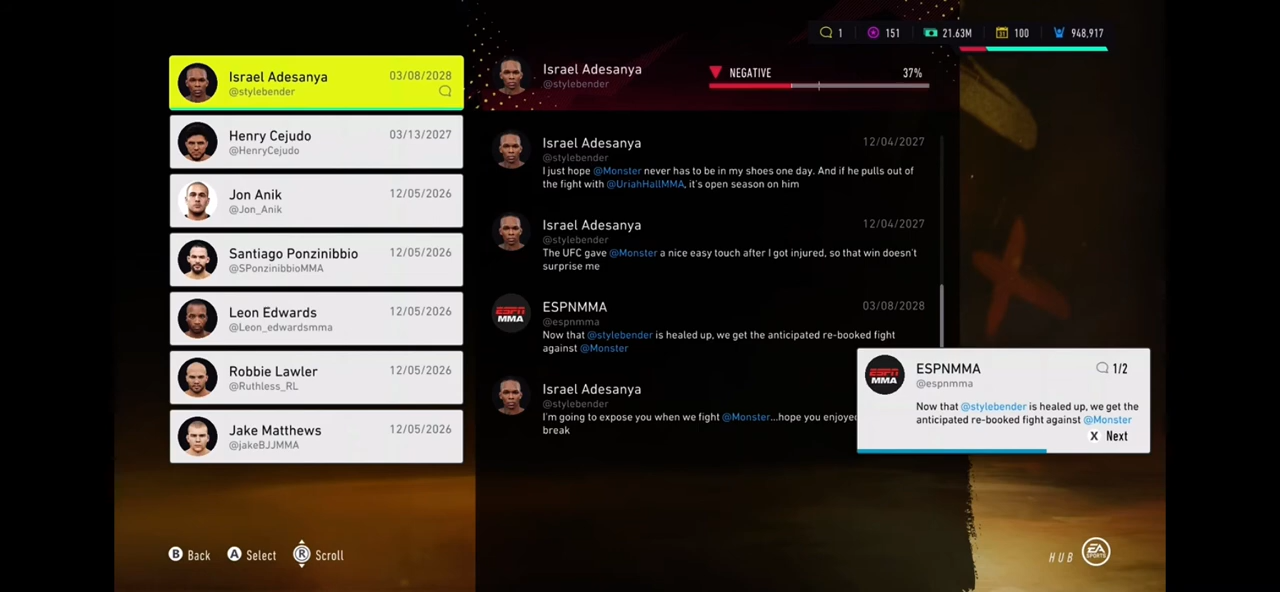 1 151 21.63M 31 100 948,917
Israel Adesanya 03/08/2028
@stylebender
Henry Cejudo 03/13/2027
@HenryCejudo
Jon Anik 12/05/2026
@Jon_Anik
Santiago Ponzinibbio 12/05/2026
@SPonzinibbioMMA
Leon Edwards 12/05/2026
@Leon_edwardsmma
Robbie Lawler 12/05/2026
@Ruthless_RL
Jake Matthews 12/05/2026
@jakeBJJMMA
Israel Adesanya
@stylebender
NEGATIVE 37%
Israel Adesanya 12/04/2027
@stylebender
I just hope @Monster never has to be in my shoes one day. And if he pulls out of
the fight with @UriahHallMMA, it's open season on him
Israel Adesanya 12/04/2027
@stylebender
The UFC gave @Monster a nice easy touch after I got injured, so that win doesn't
surprise me
ESPN MMA
ESPNMMA 03/08/2028
@espnmma
Now that @stylebender is healed up, we get the anticipated re-booked fight
against @Monster
Israel Adesanya
@stylebender
I'm going to expose you when we fight @Monster...hope you enjoye
break
ESPN MMA
ESPNMMA 1/2
@espnmma
Now that @stylebender is healed up, we get the
anticipated re-booked fight against @Monster
X Next
B Back A Select R Scroll
HUB EA SPORTS